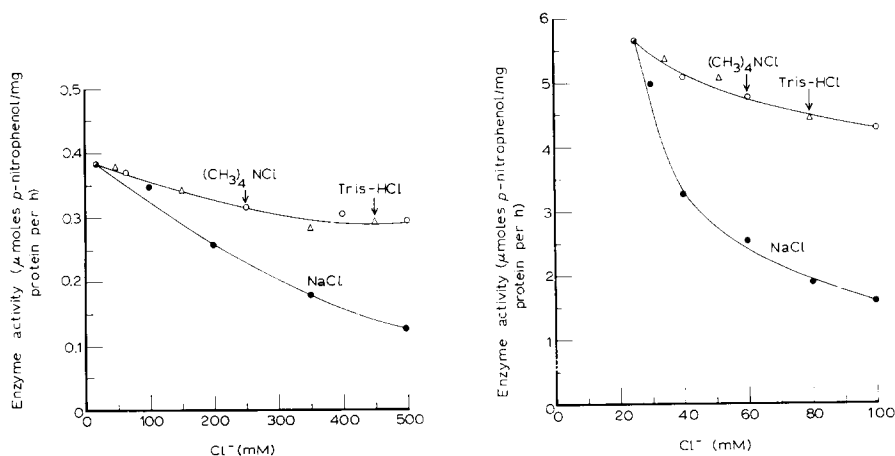 Enzyme activity (μmoles p-nitrophenol/mg
protein per h)
0.5
0.4
0.3
0.2
0.1
0
0
100
200
300
400
500
(CH3)4 NCl
Tris-HCl
NaCl
Cl⁻ (mM)
Enzyme activity (μmoles p-nitrophenol/mg
protein per h)
6
5
4
3
2
1
0
0
20
40
60
80
100
(CH3)4NCl
Tris-HCl
NaCl
Cl⁻ (mM)